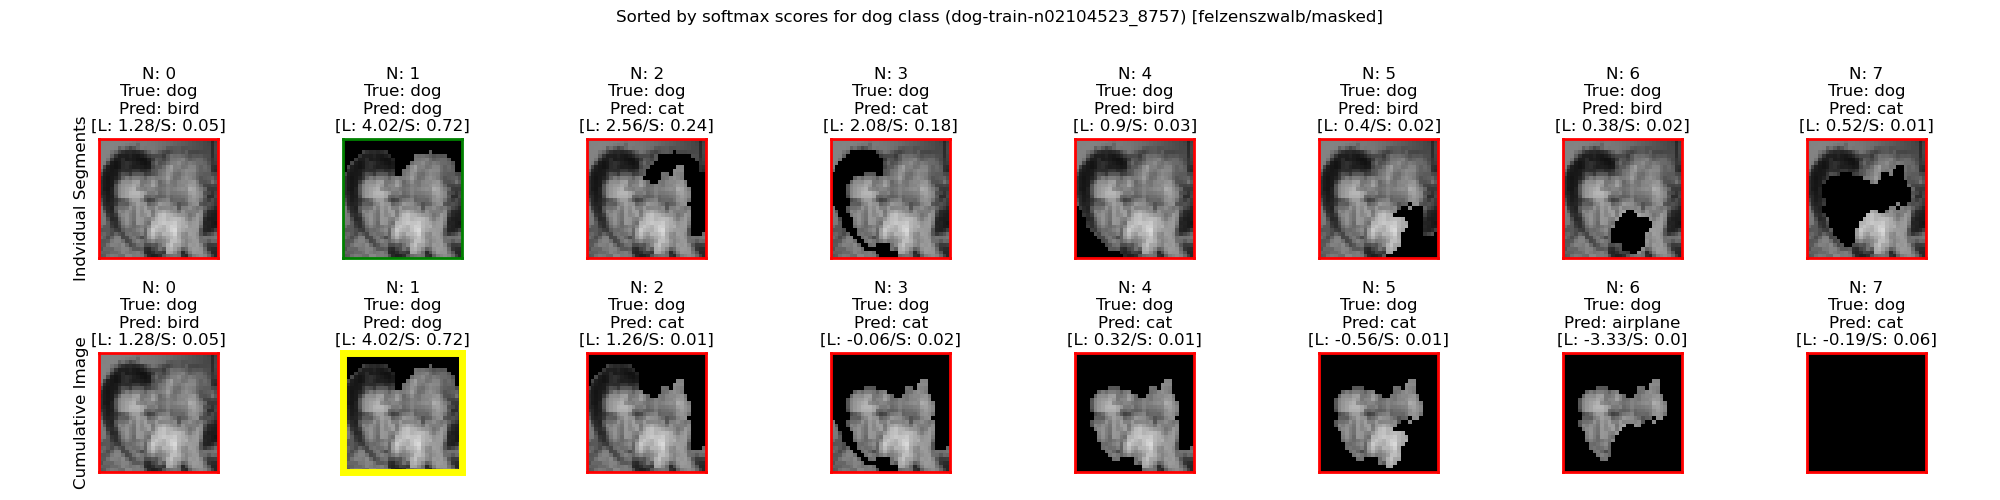 Sorted by softmax scores for dog class (dog-train-n02104523_8757) [felzenszwalb/masked]
Individual Segments
N: 0
True: dog
Pred: bird
[L: 1.28/S: 0.05]
N: 1
True: dog
Pred: dog
[L: 4.02/S: 0.72]
N: 2
True: dog
Pred: cat
[L: 2.56/S: 0.24]
N: 3
True: dog
Pred: cat
[L: 2.08/S: 0.18]
N: 4
True: dog
Pred: bird
[L: 0.9/S: 0.03]
N: 5
True: dog
Pred: bird
[L: 0.4/S: 0.02]
N: 6
True: dog
Pred: bird
[L: 0.38/S: 0.02]
N: 7
True: dog
Pred: cat
[L: 0.52/S: 0.01]
Cumulative Image
N: 0
True: dog
Pred: bird
[L: 1.28/S: 0.05]
N: 1
True: dog
Pred: dog
[L: 4.02/S: 0.72]
N: 2
True: dog
Pred: cat
[L: 1.26/S: 0.01]
N: 3
True: dog
Pred: cat
[L: -0.06/S: 0.02]
N: 4
True: dog
Pred: cat
[L: 0.32/S: 0.01]
N: 5
True: dog
Pred: cat
[L: -0.56/S: 0.01]
N: 6
True: dog
Pred: airplane
[L: -3.33/S: 0.0]
N: 7
True: dog
Pred: cat
[L: -0.19/S: 0.06]